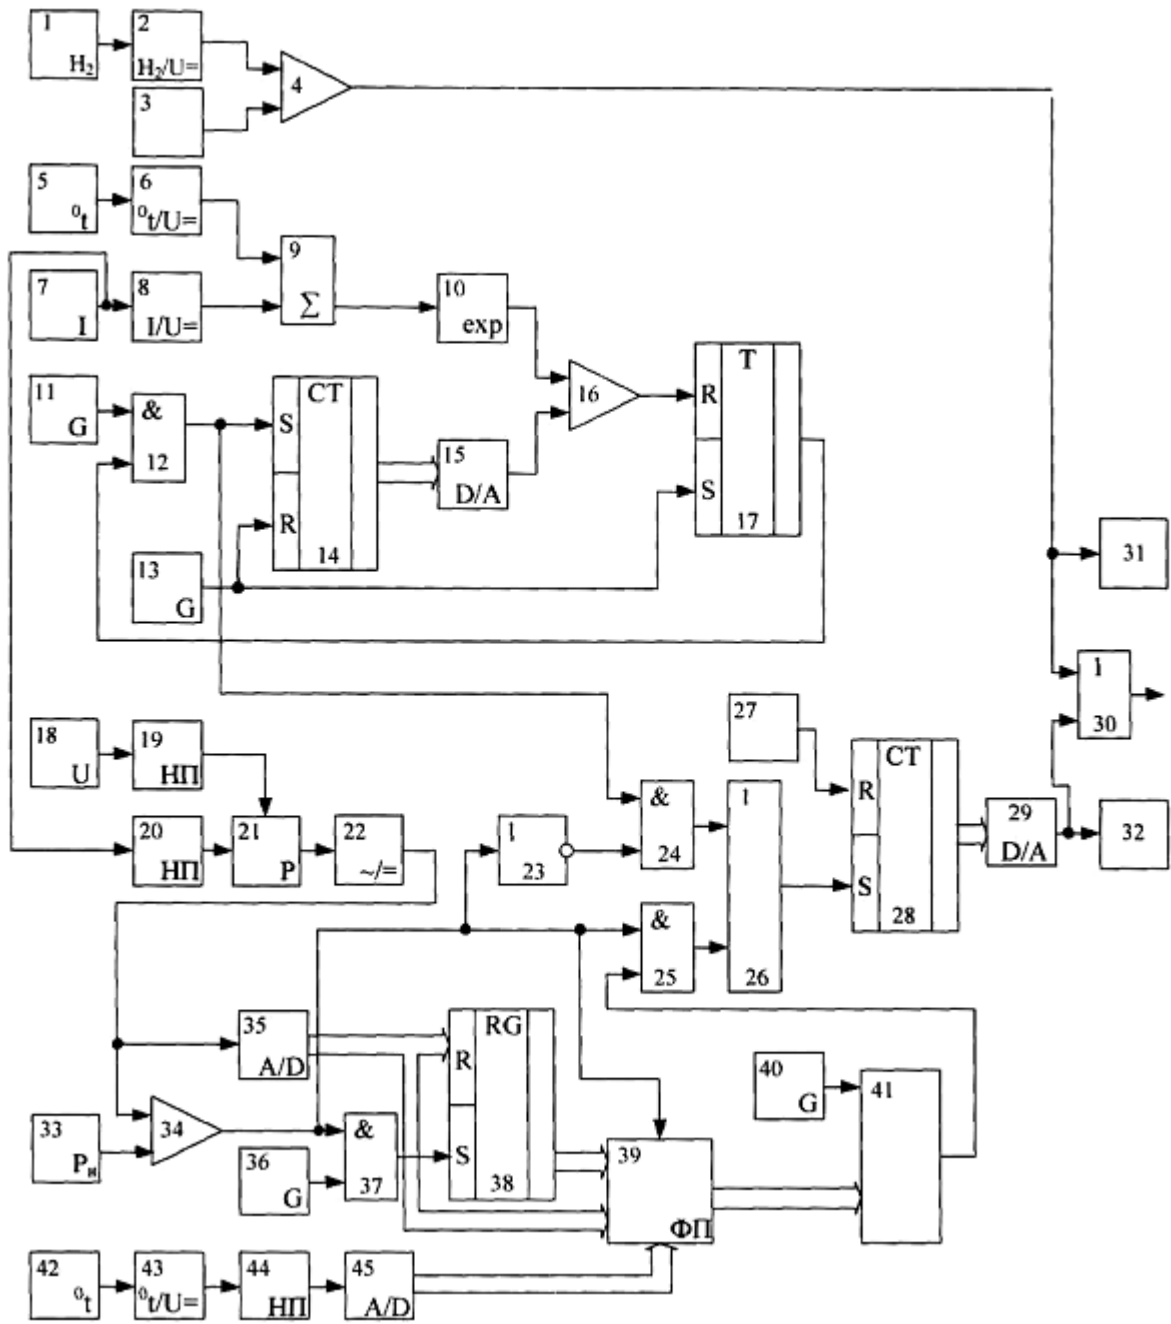 1
H₂
2
H₂/U=
3
4
5
⁰t
6
⁰t/U=
7
I
8
I/U=
9
Σ
10
exp
11
G
&
12
13
G
CT
S
R
14
15
D/A
16
T
R
S
17
18
U
19
НП
20
НП
21
P
22
~/=
1
23
&
24
&
25
1
26
27
CT
R
S
28
29
D/A
1
30
31
32
33
Pн
34
35
A/D
36
G
&
37
RG
R
S
38
39
ФП
40
G
41
42
⁰t
43
⁰t/U=
44
НП
45
A/D